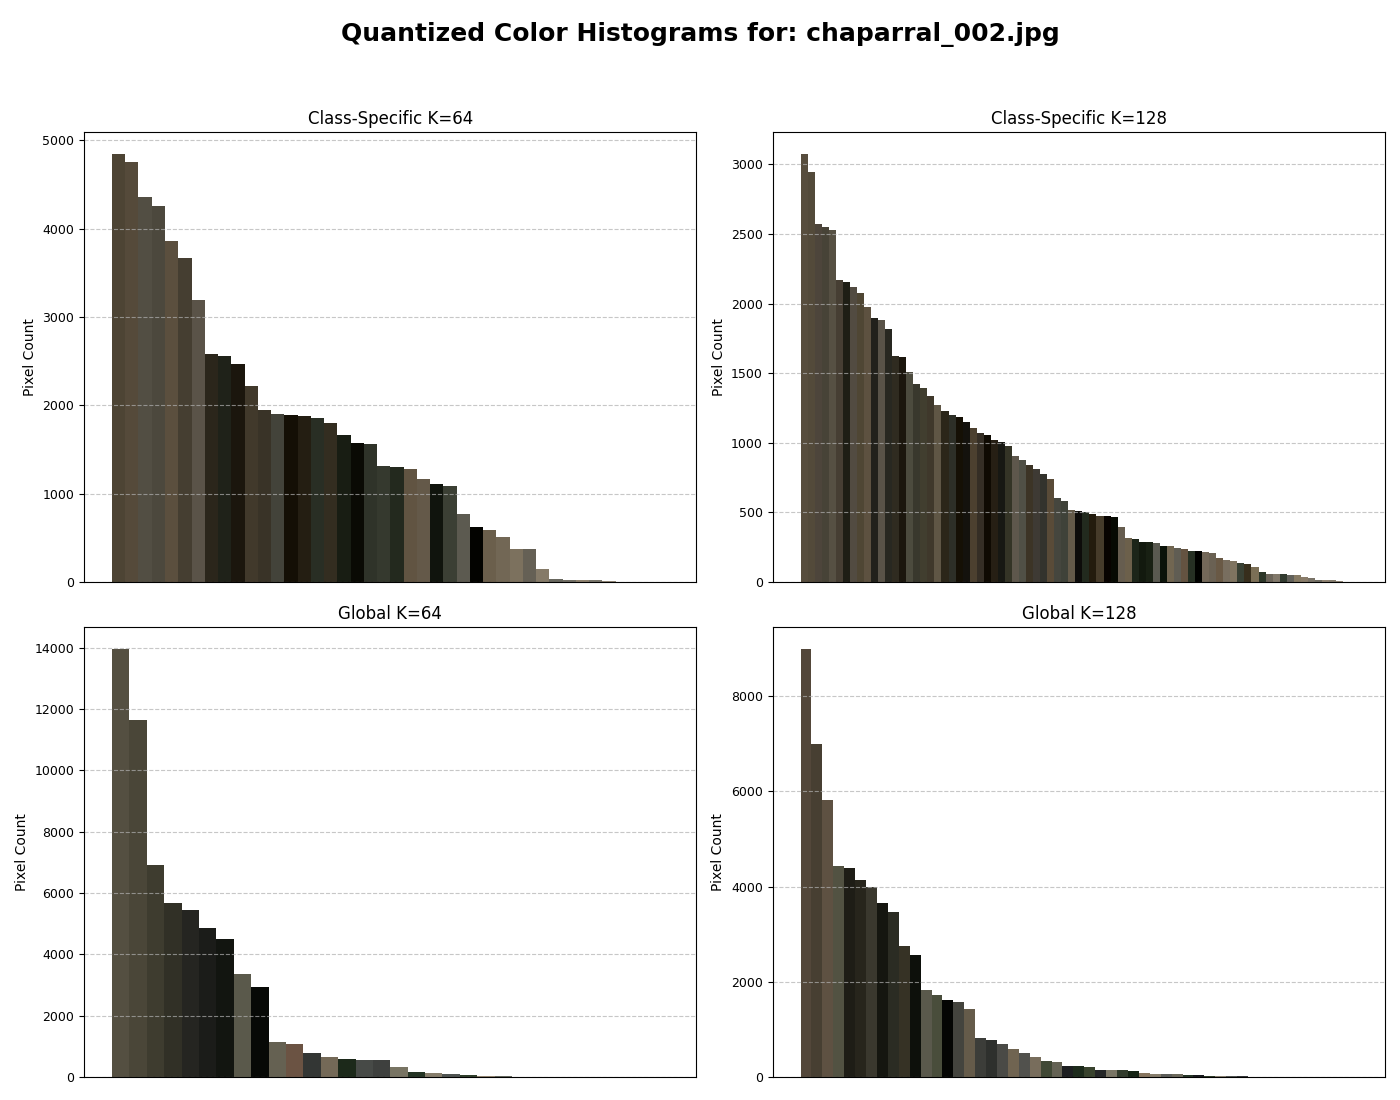 Quantized Color Histograms for: chaparral_002.jpg
Class-Specific K=64
5000
4000
3000
2000
1000
0
Pixel Count
Class-Specific K=128
3000
2500
2000
1500
1000
500
0
Pixel Count
Global K=64
14000
12000
10000
8000
6000
4000
2000
0
Pixel Count
Global K=128
8000
6000
4000
2000
0
Pixel Count